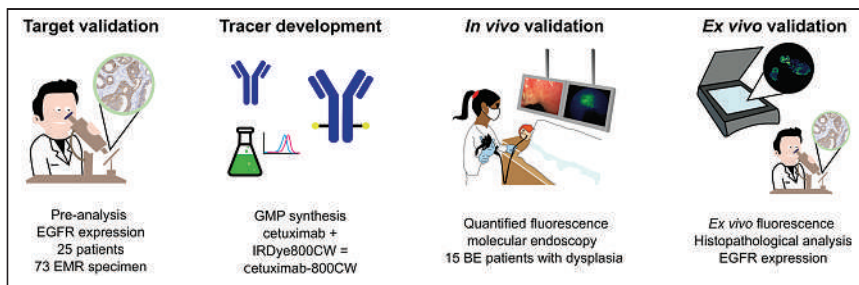 Target validation
Pre-analysis
EGFR expression
25 patients
73 EMR specimen
Tracer development
GMP synthesis
cetuximab +
IRDye800CW =
cetuximab-800CW
In vivo validation
Quantified fluorescence
molecular endoscopy
15 BE patients with dysplasia
Ex vivo validation
Ex vivo fluorescence
Histopathological analysis
EGFR expression